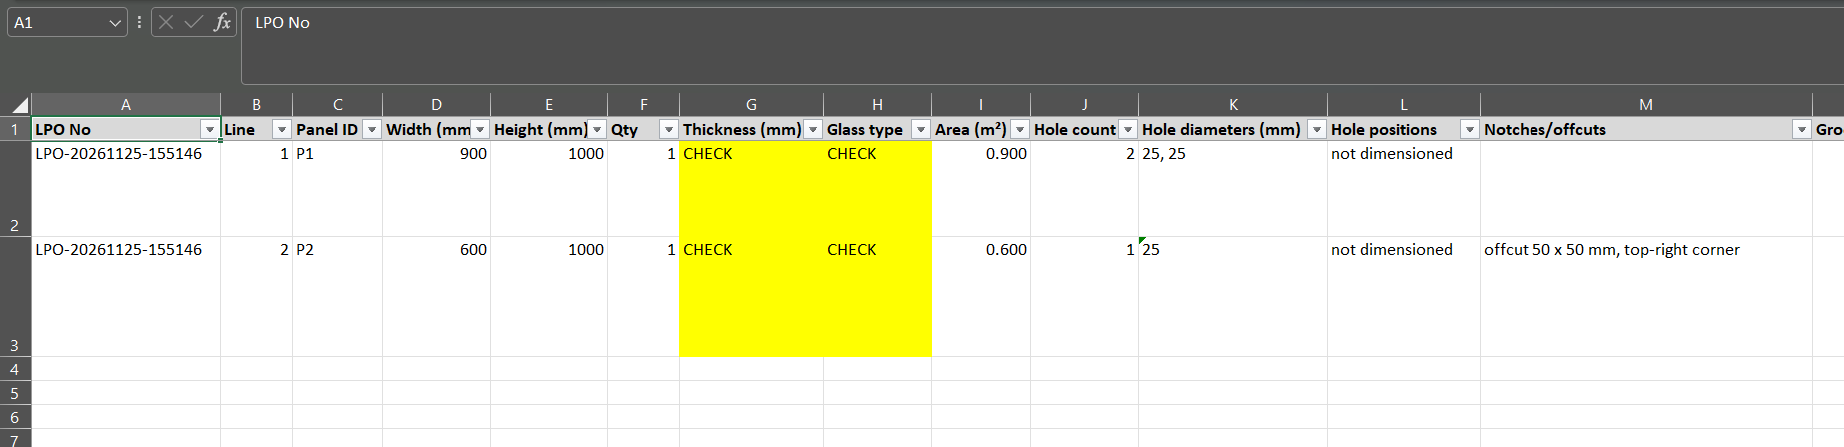 A1
fx
LPO No
A B C D E F G H I J K L M
1 LPO No Line Panel ID Width (mm Height (mm) Qty Thickness (mm) Glass type Area (m²) Hole count Hole diameters (mm) Hole positions Notches/offcuts Gro
2 LPO-20261125-155146 1 P1 900 1000 1 CHECK CHECK 0.900 2 25, 25 not dimensioned
3 LPO-20261125-155146 2 P2 600 1000 1 CHECK CHECK 0.600 1 25 not dimensioned offcut 50 x 50 mm, top-right corner
4
5
6
7